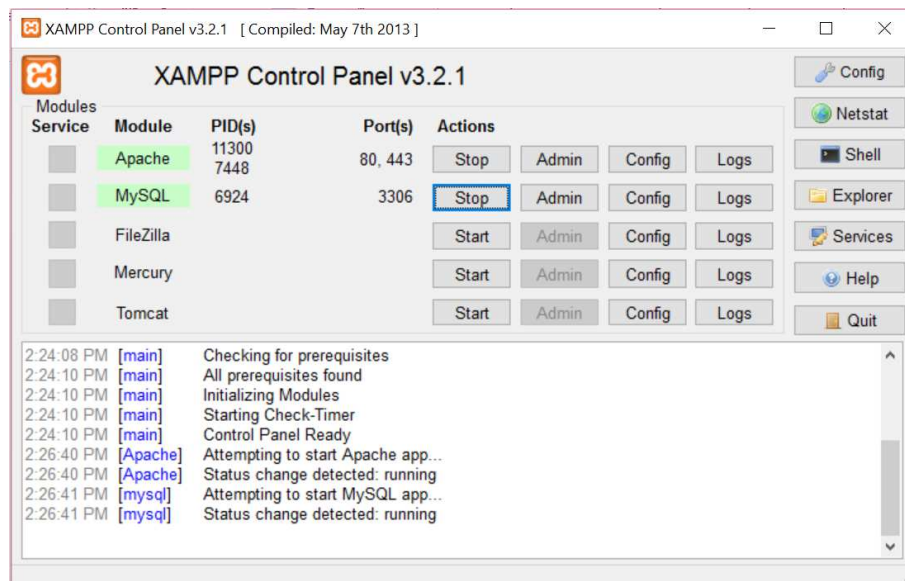 XAMPP Control Panel v3.2.1 [ Compiled: May 7th 2013 ]
XAMPP Control Panel v3.2.1
Config
Modules
Service Module PID(s) Port(s) Actions
Netstat
Apache 11300 7448 80, 443 Stop Admin Config Logs
Shell
MySQL 6924 3306 Stop Admin Config Logs
Explorer
FileZilla Start Admin Config Logs
Services
Mercury Start Admin Config Logs
Help
Tomcat Start Admin Config Logs
Quit
2:24:08 PM [main] Checking for prerequisites
2:24:10 PM [main] All prerequisites found
2:24:10 PM [main] Initializing Modules
2:24:10 PM [main] Starting Check-Timer
2:24:10 PM [main] Control Panel Ready
2:26:40 PM [Apache] Attempting to start Apache app...
2:26:40 PM [Apache] Status change detected: running
2:26:41 PM [mysql] Attempting to start MySQL app...
2:26:41 PM [mysql] Status change detected: running